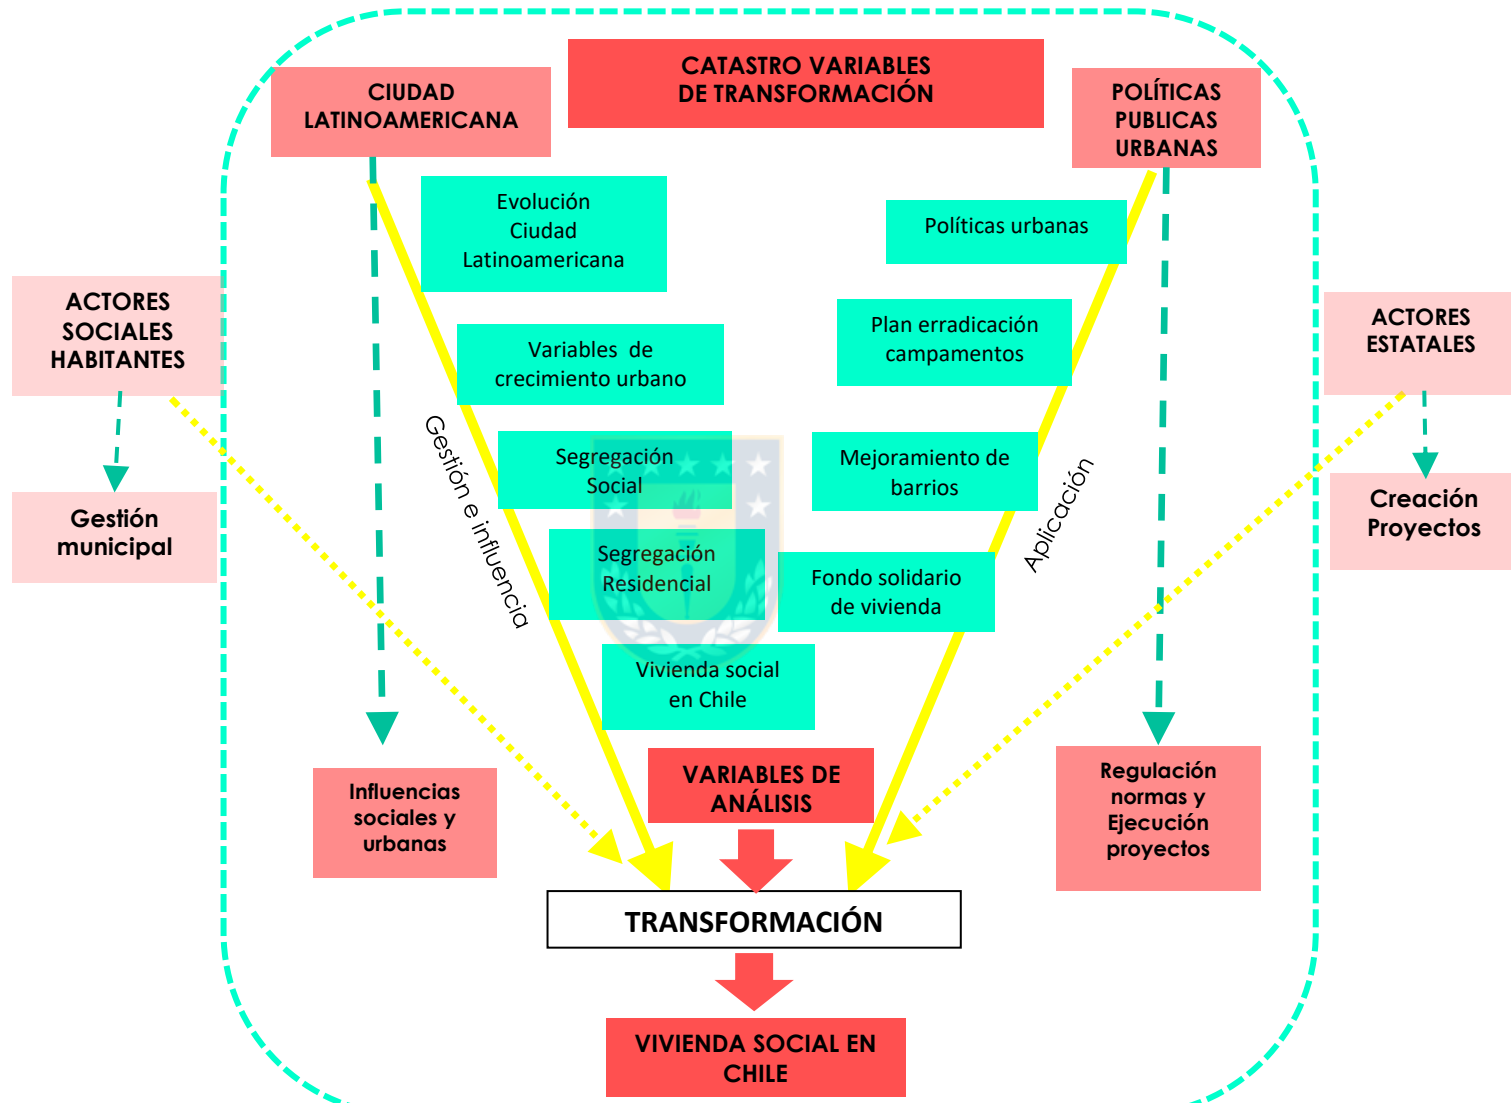 CATASTRO VARIABLES
DE TRANSFORMACIÓN
CIUDAD
LATINOAMERICANA
POLÍTICAS
PUBLICAS
URBANAS
Evolución
Ciudad
Latinoamericana
Políticas urbanas
ACTORES
SOCIALES
HABITANTES
ACTORES
ESTATALES
Variables de
crecimiento urbano
Plan erradicación
campamentos
Gestión e influencia
Segregación
Social
Mejoramiento de
barrios
Aplicación
Gestión
municipal
Creación
Proyectos
Segregación
Residencial
Fondo solidario
de vivienda
Vivienda social
en Chile
VARIABLES DE
ANÁLISIS
Influencias
sociales y
urbanas
Regulación
normas y
Ejecución
proyectos
TRANSFORMACIÓN
VIVIENDA SOCIAL EN
CHILE